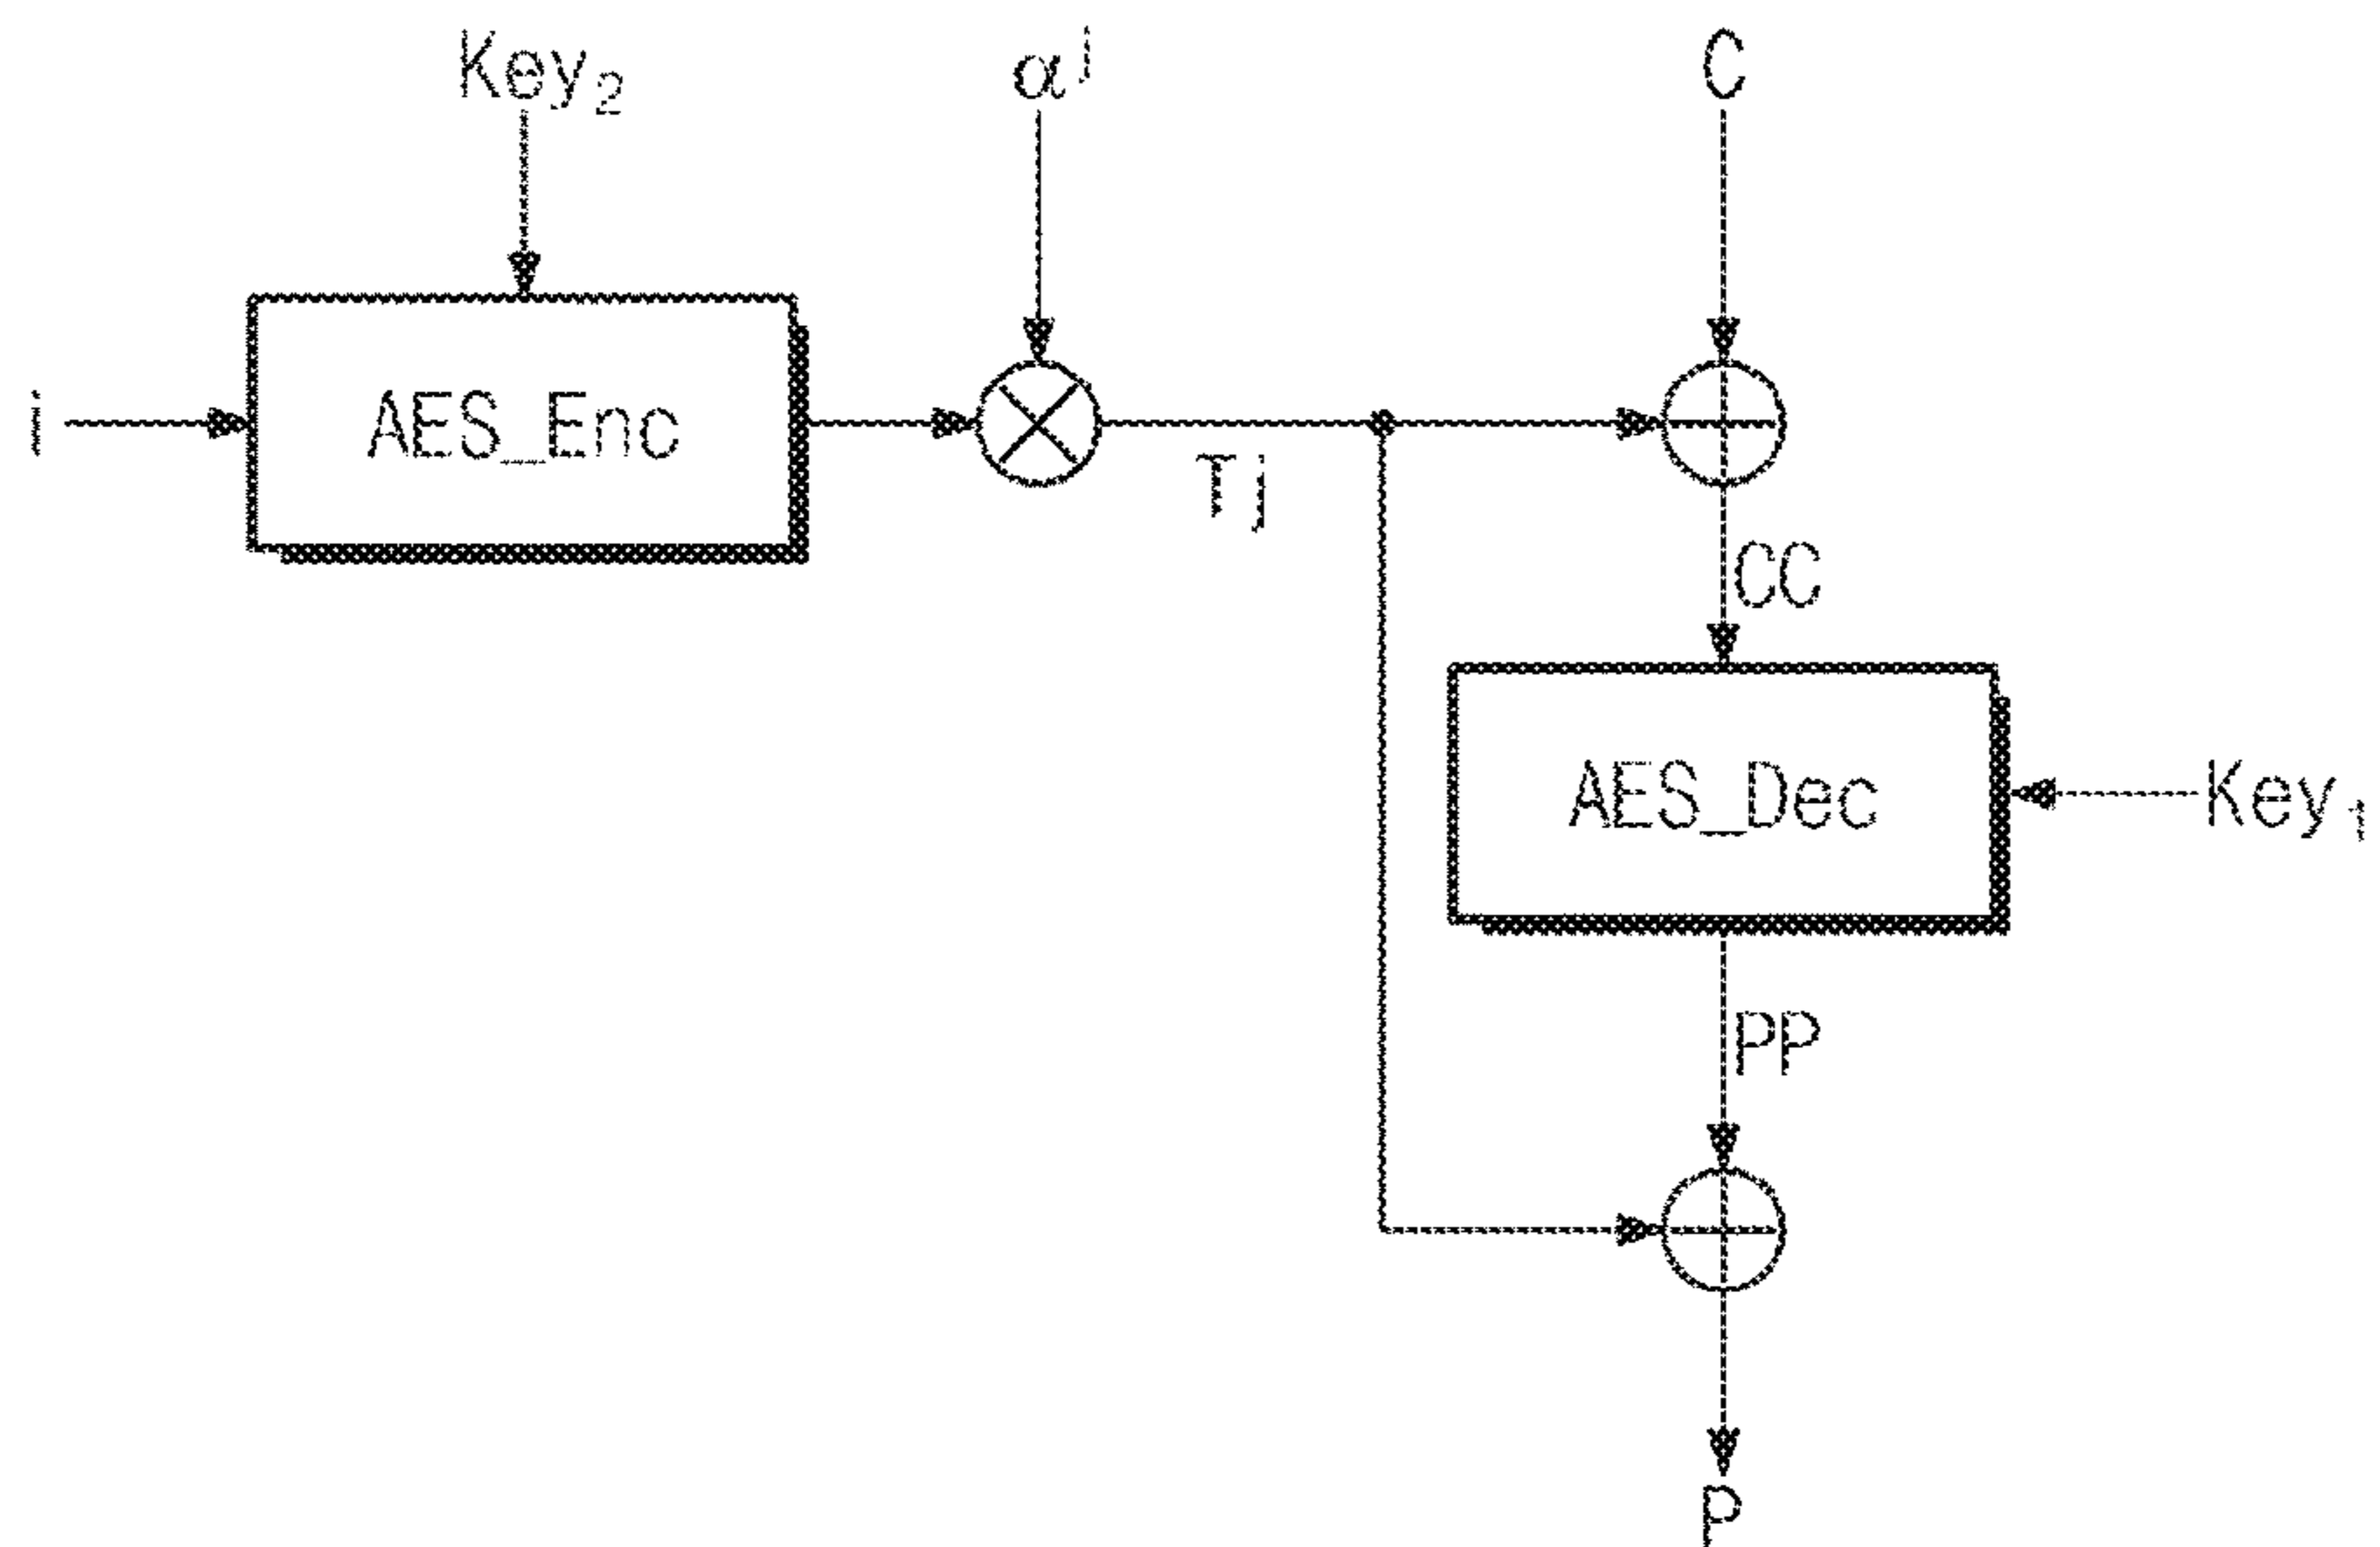 Key₂ αʲ C
i AES_Enc
Tj
CC
AES_Dec Key₁
PP
P